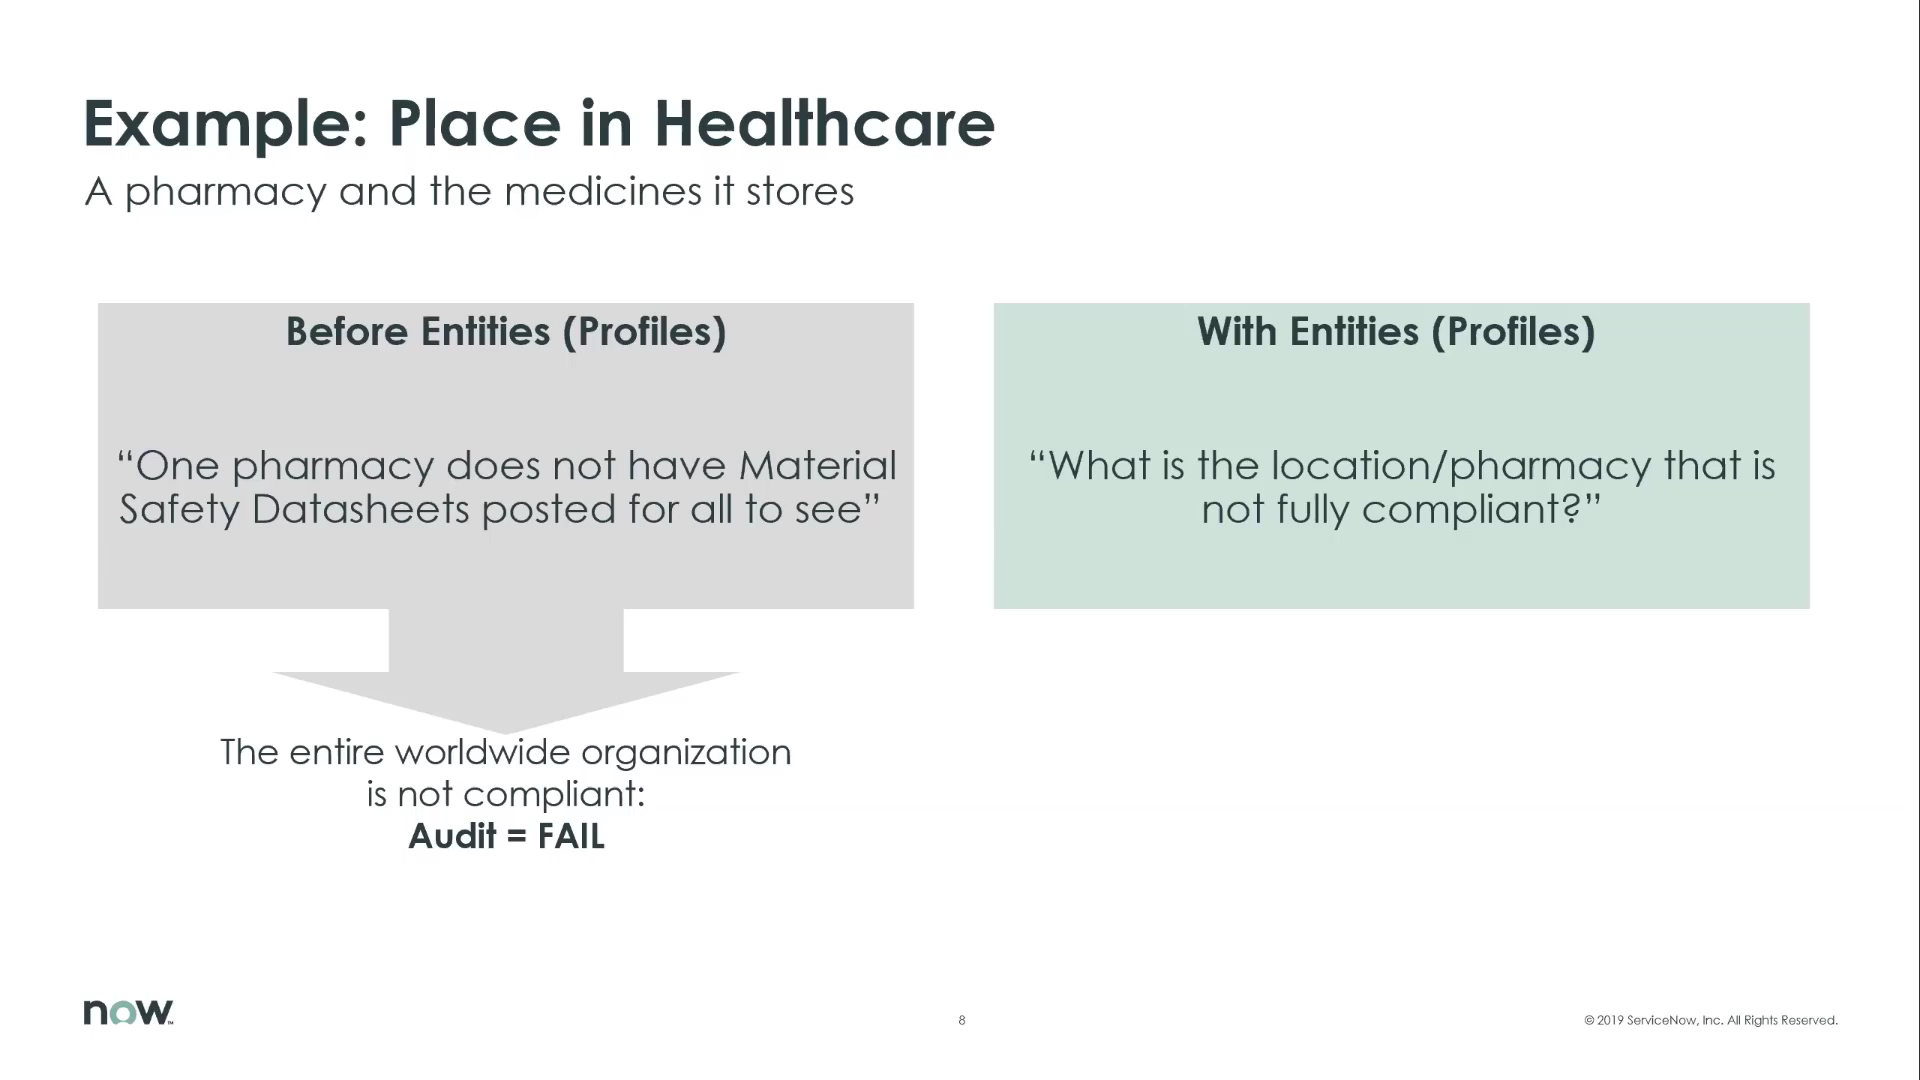 Example: Place in Healthcare
A pharmacy and the medicines it stores
Before Entities (Profiles)
“One pharmacy does not have Material
Safety Datasheets posted for all to see”
The entire worldwide organization
is not compliant:
Audit = FAIL
With Entities (Profiles)
“What is the location/pharmacy that is
not fully compliant?”
now™
8
© 2019 ServiceNow, Inc. All Rights Reserved.